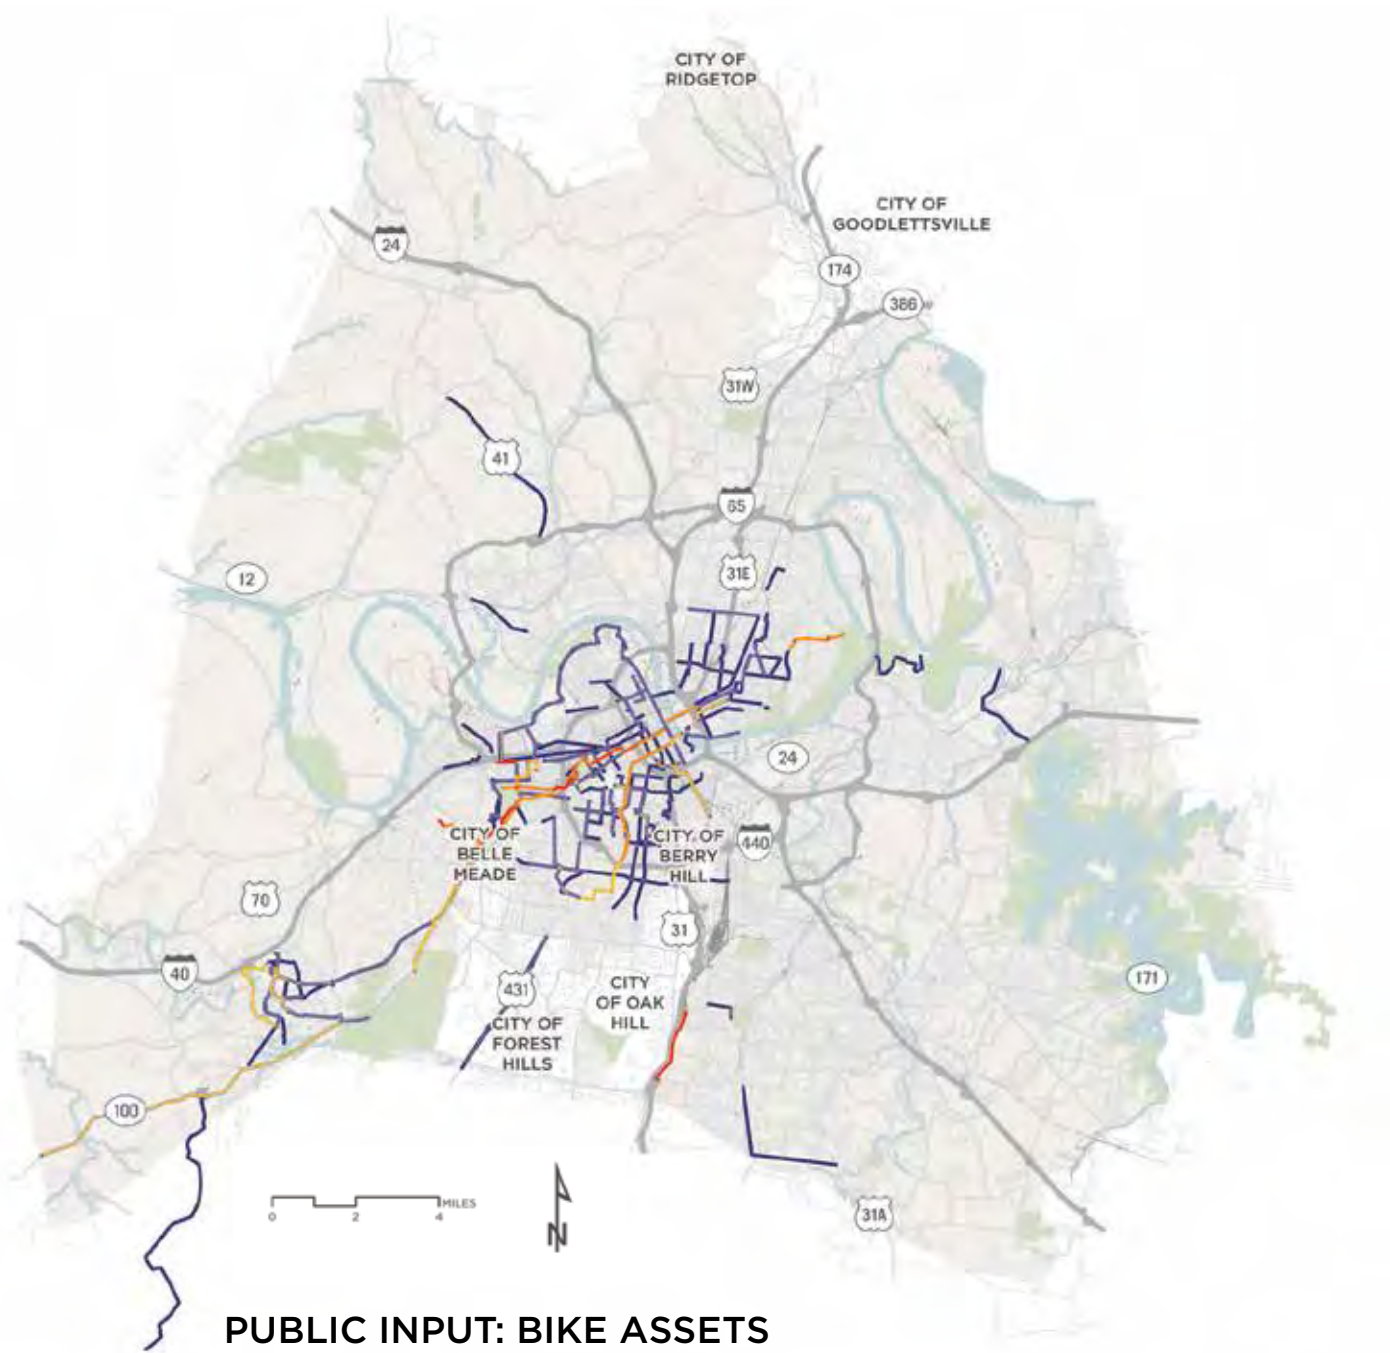 CITY OF
RIDGETOP
CITY OF
GOODLETTSVILLE
24
174
386
31W
41
65
31E
12
24
CITY OF
BELLE
MEADE
CITY OF
BERRY
HILL
440
70
31
40
431
CITY
OF OAK
HILL
171
CITY OF
FOREST
HILLS
100
MILES
0
2
4
N
31A
PUBLIC INPUT: BIKE ASSETS